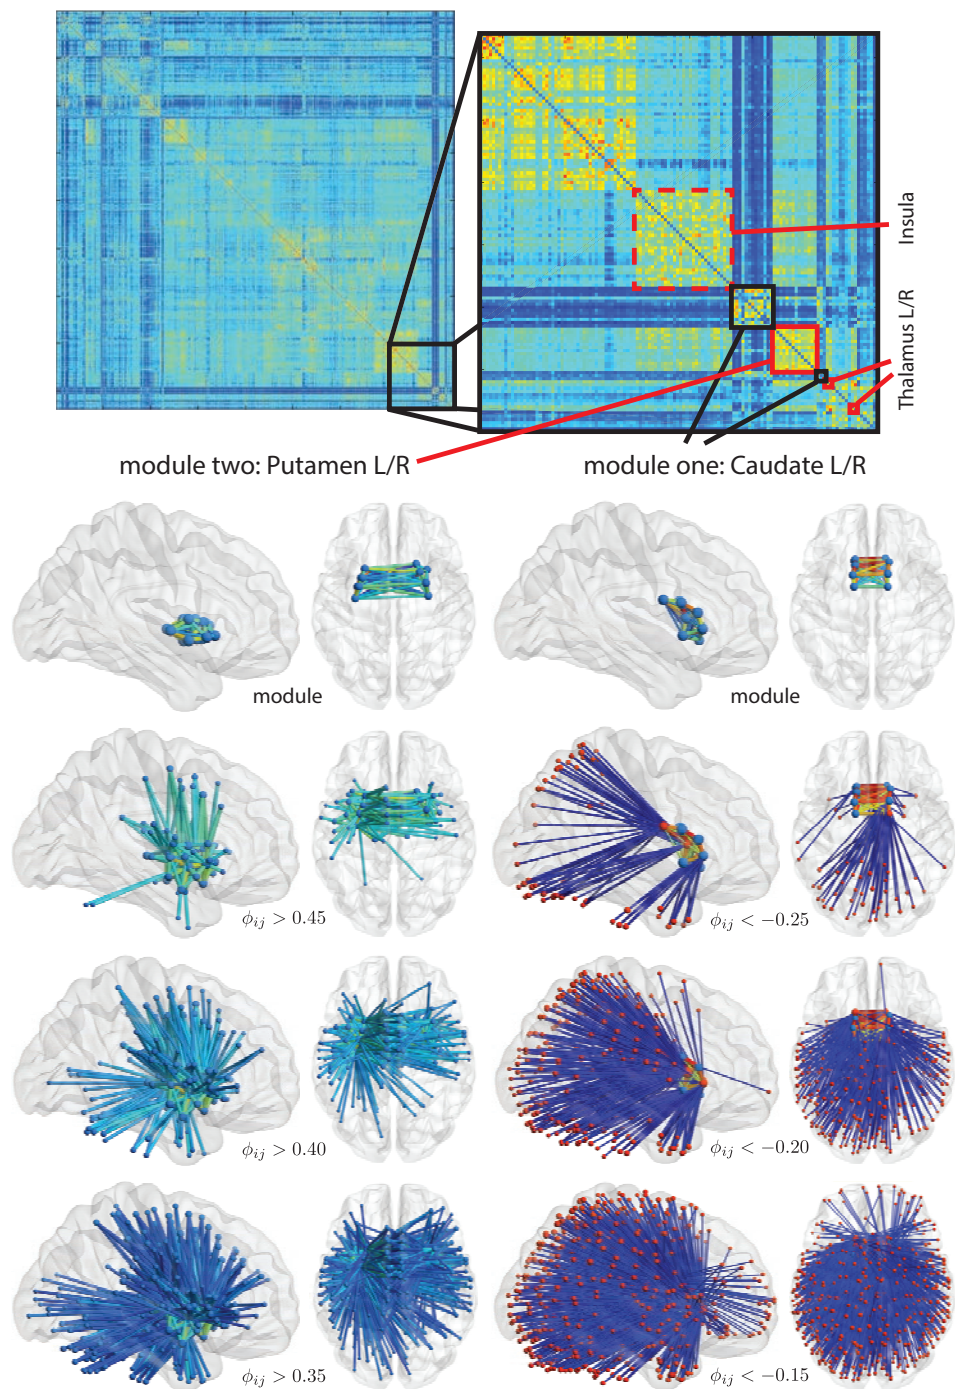 Insula
Thalamus L/R
module two: Putamen L/R
module one: Caudate L/R
module
module
ϕij > 0.45
ϕij < −0.25
ϕij > 0.40
ϕij < −0.20
ϕij > 0.35
ϕij < −0.15